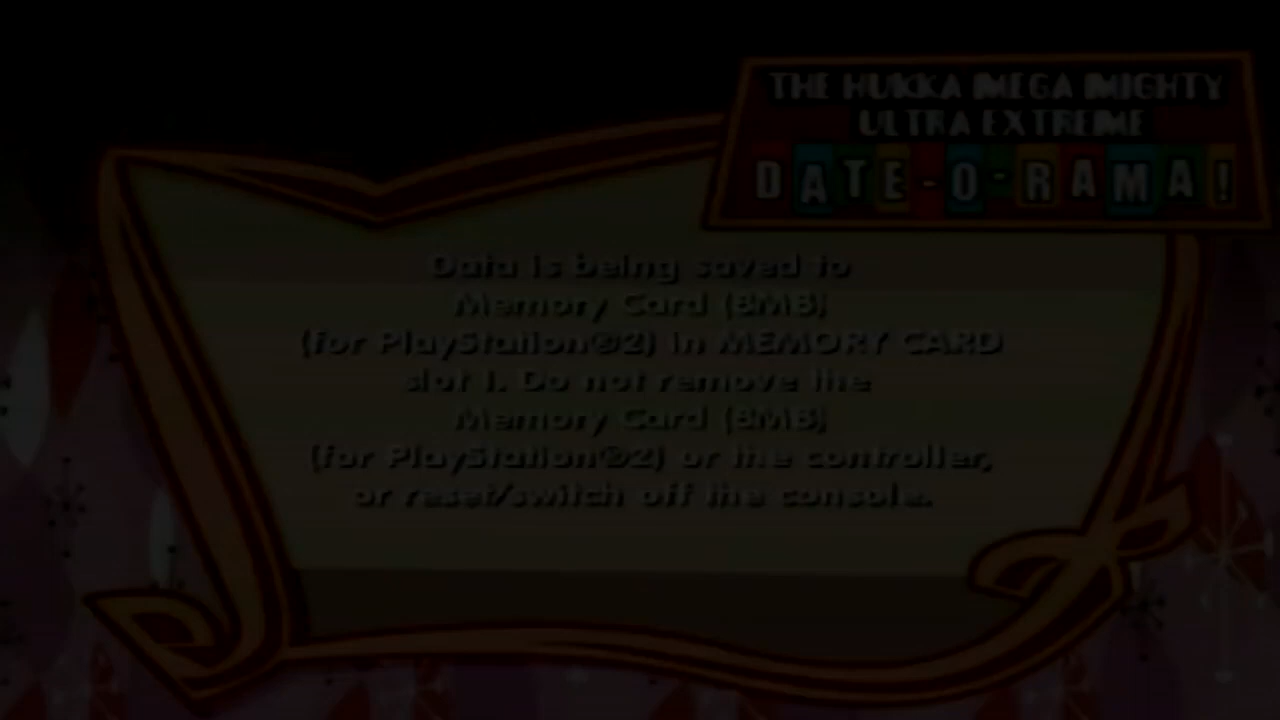 THE HUKKA MEGA MIGHTY
ULTRA EXTREME
DATE-O-RAMA!
Data is being saved to
Memory Card (8MB)
(for PlayStation®2) in MEMORY CARD
slot 1. Do not remove the
Memory Card (8MB)
(for PlayStation®2) or the controller,
or reset/switch off the console.